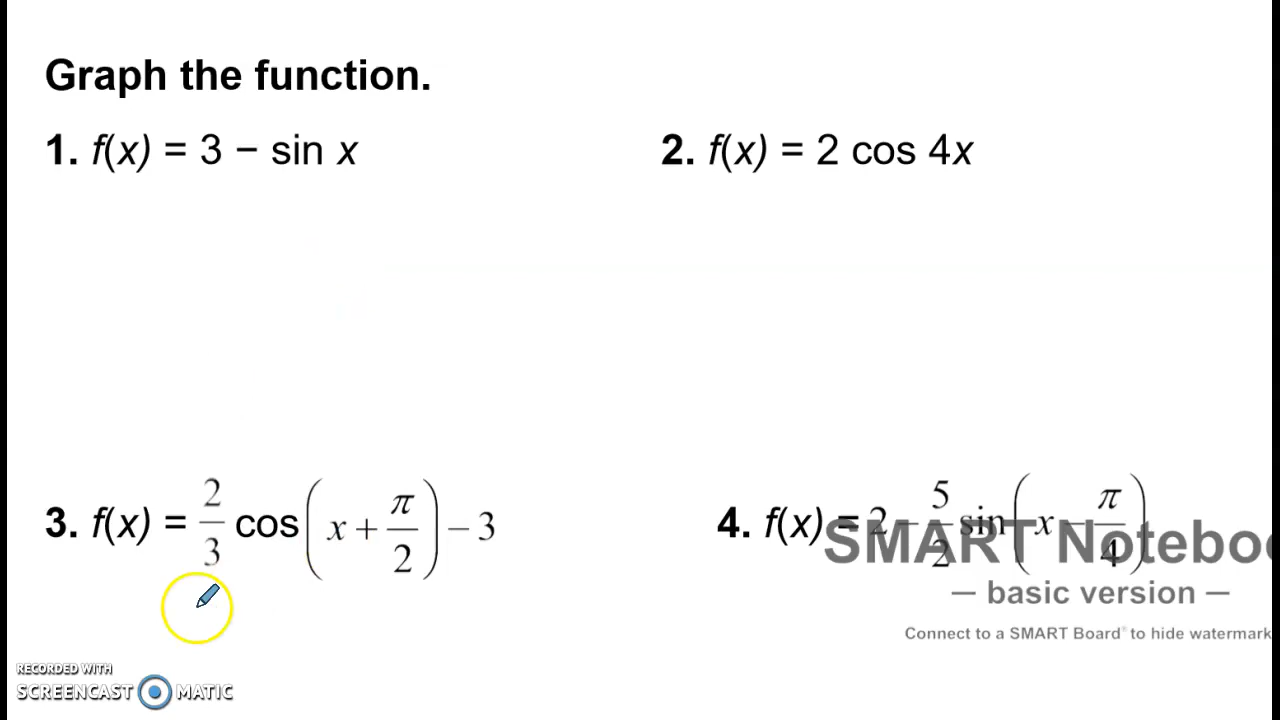 Graph the function.
1. f(x) = 3 − sin x
2. f(x) = 2 cos 4x
3. f(x) = 2/3 cos(x + π/2) − 3
4. f(x) = 2 − 5/2 sin(x − π/4)
SMART Notebo
— basic version —
Connect to a SMART Board® to hide watermark
RECORDED WITH
SCREENCAST MATIC